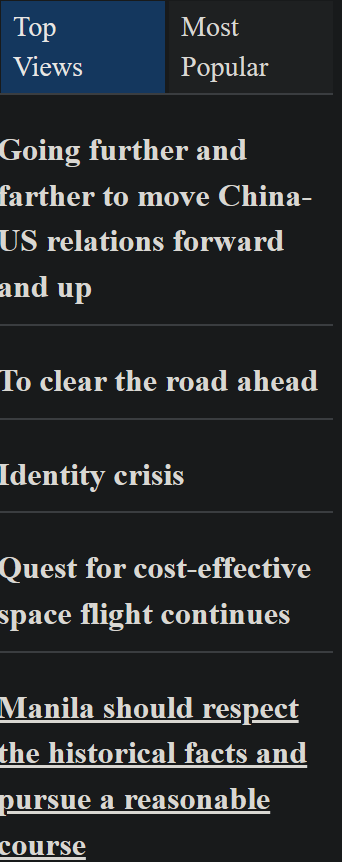 Top
Views
Most
Popular
Going further and
farther to move China-
US relations forward
and up
To clear the road ahead
Identity crisis
Quest for cost-effective
space flight continues
Manila should respect
the historical facts and
pursue a reasonable
course